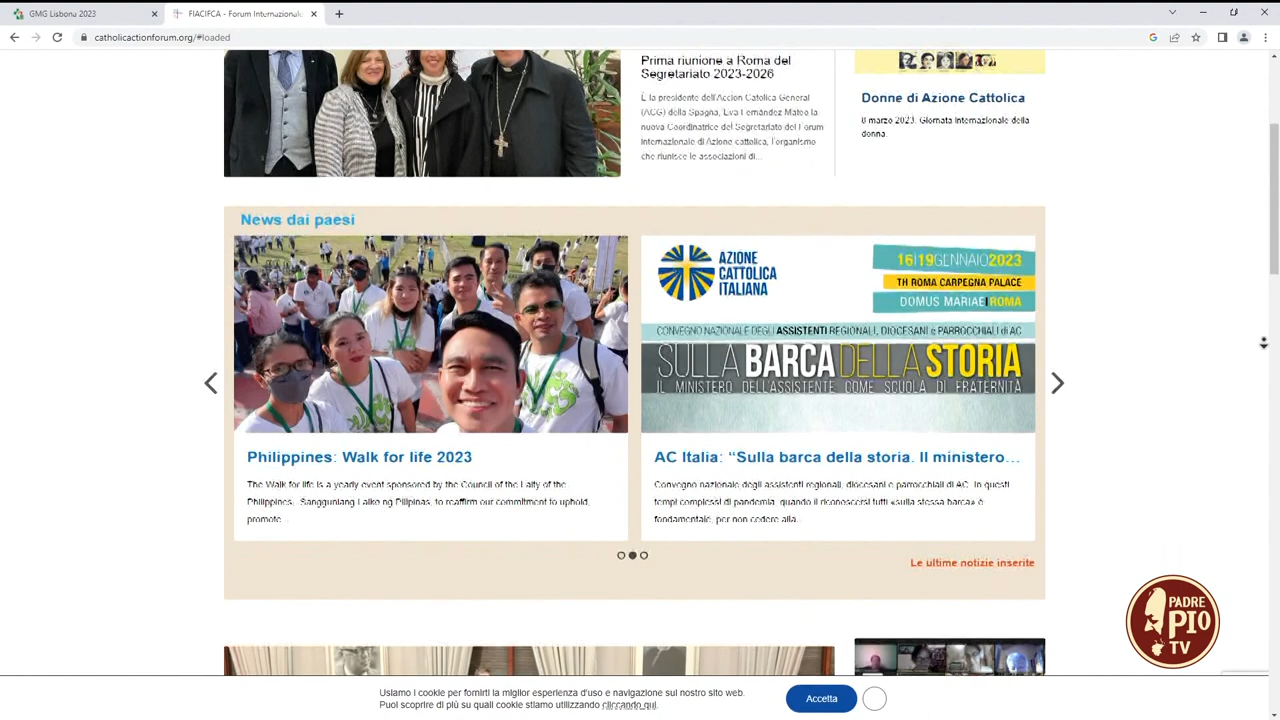 GMG Lisbona 2023
FIACIFCA - Forum Internazional
catholicactionforum.org/#loaded
Prima riunione a Roma del
Segretariato 2023-2026
È la presidente dell'Accion Catolica General
(ACG) della Spagna, Eva Fernández Mateo la
nuova Coordinatrice del Segretariato del Forum
Internazionale di Azione cattolica, l'organismo
che riunisce le associazioni di...
Donne di Azione Cattolica
8 marzo 2023. Giornata Internazionale della
donna.
News dai paesi
AZIONE
CATTOLICA
ITALIANA
16|19GENNAIO2023
TH ROMA CARPEGNA PALACE
DOMUS MARIAE|ROMA
CONVEGNO NAZIONALE DEGLI ASSISTENTI REGIONALI, DIOCESANI e PARROCCHIALI di AC
SULLA BARCA DELLA STORIA
IL MINISTERO DELL'ASSISTENTE COME SCUOLA DI FRATERNITÀ
Philippines: Walk for life 2023
The Walk for life is a yearly event sponsored by the Council of the Laity of the
Philippines, Sangguniang Laiko ng Pilipinas, to reaffirm our commitment to uphold,
promote...
AC Italia: “Sulla barca della storia. Il ministero...
Convegno nazionale degli assistenti regionali, diocesani e parrocchiali di AC. In questi
tempi complessi di pandemia, quando il riconoscersi tutti «sulla stessa barca» è
fondamentale, per non cedere alla...
Le ultime notizie inserite
PADRE
PIO
TV
Usiamo i cookie per fornirti la miglior esperienza d'uso e navigazione sul nostro sito web.
Puoi scoprire di più su quali cookie stiamo utilizzando cliccando qui.
Accetta